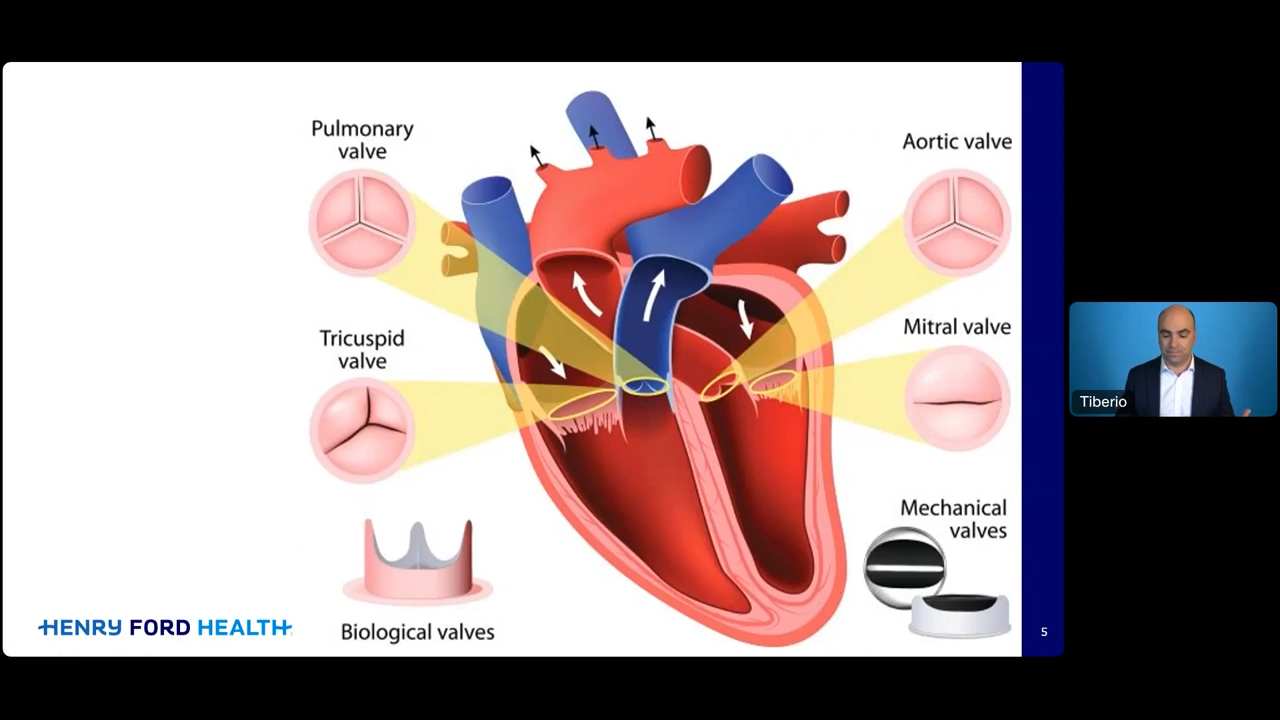 Pulmonary
valve
Aortic valve
Tricuspid
valve
Mitral valve
Tiberio
Mechanical
valves
Biological valves
HENRY FORD HEALTH
5